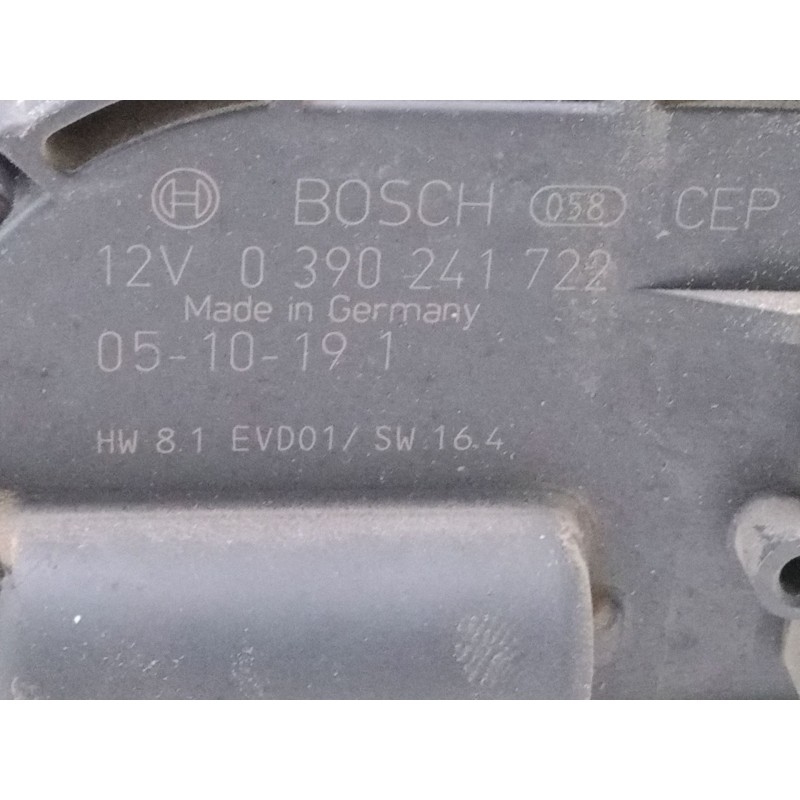 BOSCH 058 CEP
12V 0 390 241 722
Made in Germany
05-10-19 1
HW 8.1 EVD01/ SW 16.4